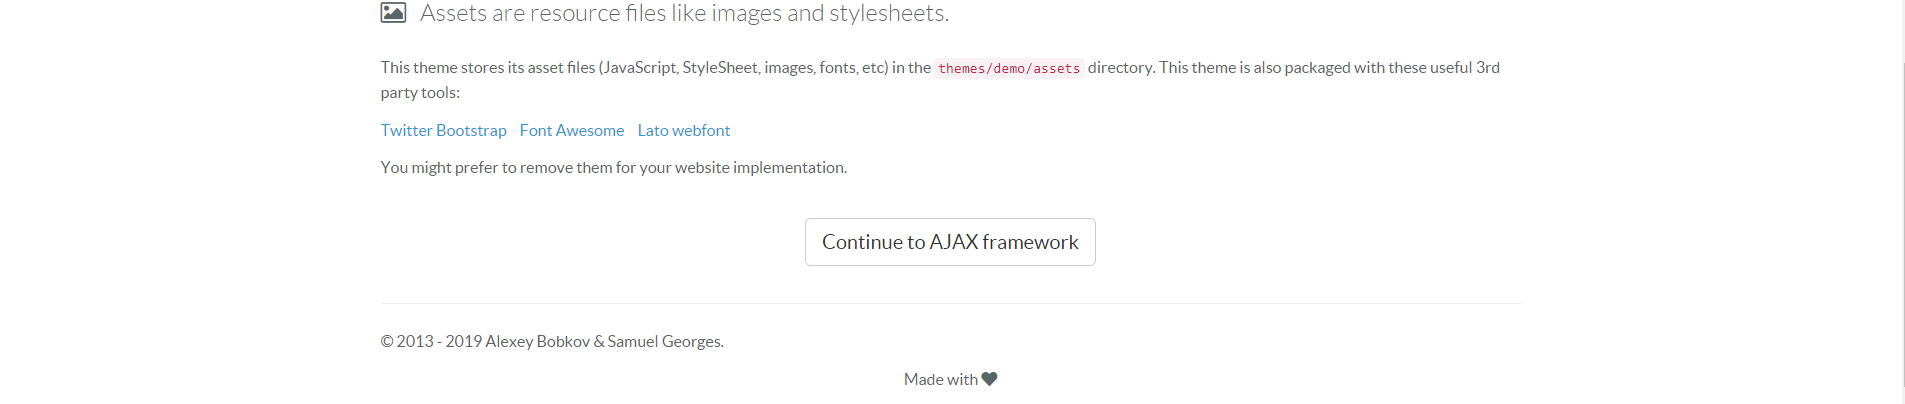 Assets are resource files like images and stylesheets.
This theme stores its asset files (JavaScript, StyleSheet, images, fonts, etc) in the themes/demo/assets directory. This theme is also packaged with these useful 3rd
party tools:
Twitter Bootstrap Font Awesome Lato webfont
You might prefer to remove them for your website implementation.
Continue to AJAX framework
© 2013 - 2019 Alexey Bobkov & Samuel Georges.
Made with